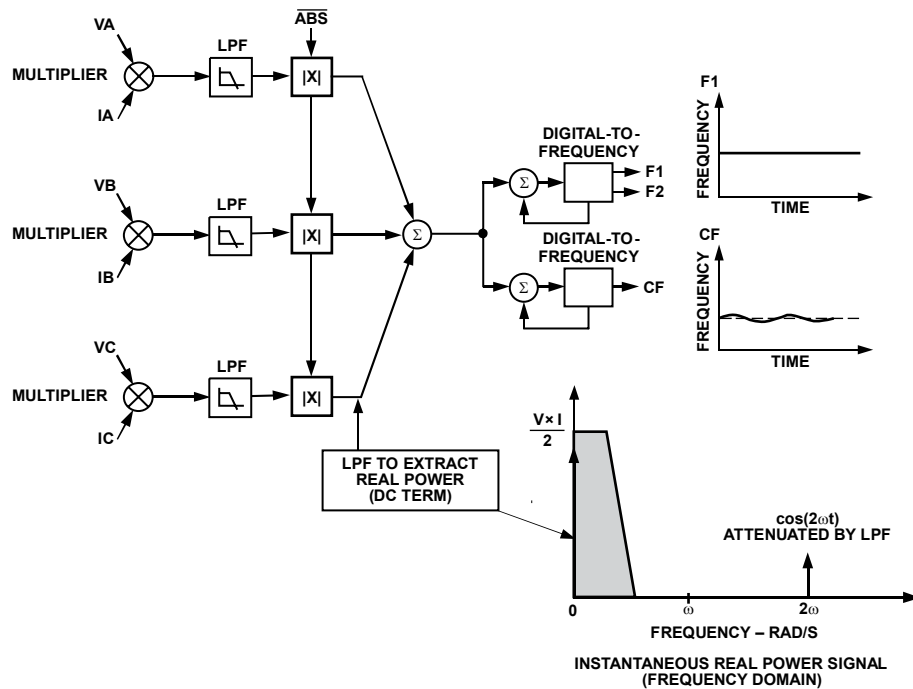 VA
MULTIPLIER
IA
LPF
ABS
|X|
VB
MULTIPLIER
IB
LPF
|X|
VC
MULTIPLIER
IC
LPF
|X|
Σ
DIGITAL-TO-
FREQUENCY
Σ
F1
F2
DIGITAL-TO-
FREQUENCY
Σ
CF
F1
FREQUENCY
TIME
CF
FREQUENCY
TIME
LPF TO EXTRACT
REAL POWER
(DC TERM)
V × I
2
cos(2ωt)
ATTENUATED BY LPF
0
ω
2ω
FREQUENCY – RAD/S
INSTANTANEOUS REAL POWER SIGNAL
(FREQUENCY DOMAIN)